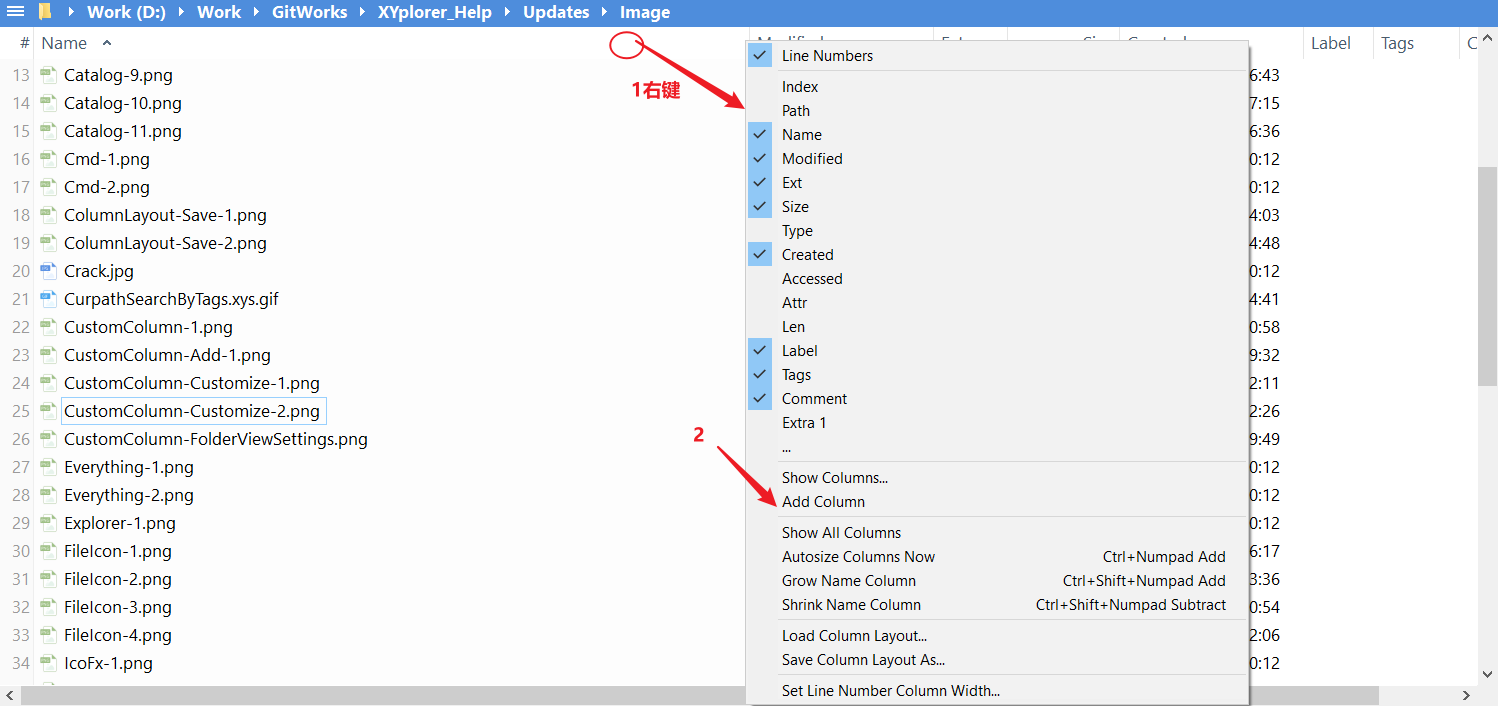 Work (D:) Work GitWorks XYplorer_Help Updates Image
# Name Label Tags C
1右键
13 Catalog-9.png 6:43
14 Catalog-10.png 7:15
15 Catalog-11.png 6:36
16 Cmd-1.png 0:12
17 Cmd-2.png 0:12
18 ColumnLayout-Save-1.png 4:03
19 ColumnLayout-Save-2.png 4:48
20 Crack.jpg 0:12
21 CurpathSearchByTags.xys.gif 4:41
22 CustomColumn-1.png 0:58
23 CustomColumn-Add-1.png 9:32
24 CustomColumn-Customize-1.png 2:11
25 CustomColumn-Customize-2.png 2:26
26 CustomColumn-FolderViewSettings.png 9:49
27 Everything-1.png 0:12
28 Everything-2.png 0:12
29 Explorer-1.png 0:12
30 FileIcon-1.png 6:17
31 FileIcon-2.png 3:36
32 FileIcon-3.png 0:54
33 FileIcon-4.png 2:06
34 IcoFx-1.png 0:12
Line Numbers
Index
Path
Name
Modified
Ext
Size
Type
Created
Accessed
Attr
Len
Label
Tags
Comment
Extra 1
...
2
Show Columns...
Add Column
Show All Columns
Autosize Columns Now Ctrl+Numpad Add
Grow Name Column Ctrl+Shift+Numpad Add
Shrink Name Column Ctrl+Shift+Numpad Subtract
Load Column Layout...
Save Column Layout As...
Set Line Number Column Width...